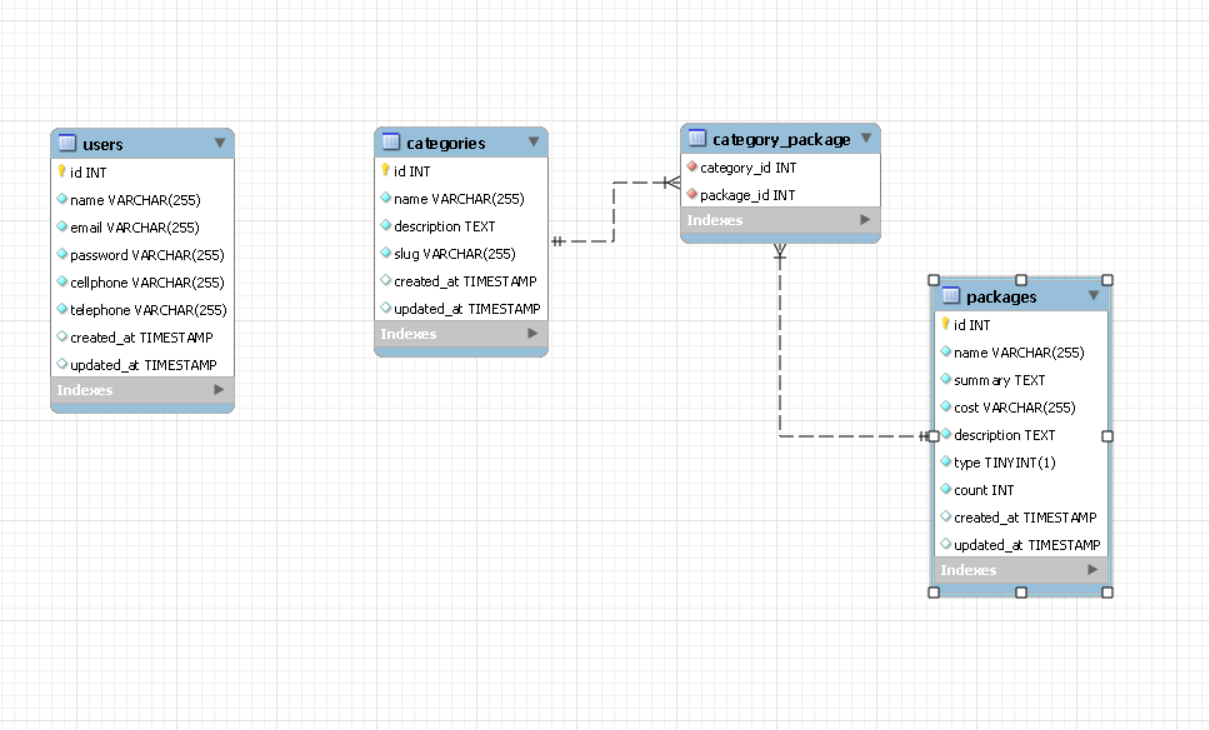 users
id INT
name VARCHAR(255)
email VARCHAR(255)
password VARCHAR(255)
cellphone VARCHAR(255)
telephone VARCHAR(255)
created_at TIMESTAMP
updated_at TIMESTAMP
Indexes
categories
id INT
name VARCHAR(255)
description TEXT
slug VARCHAR(255)
created_at TIMESTAMP
updated_at TIMESTAMP
Indexes
category_package
category_id INT
package_id INT
Indexes
packages
id INT
name VARCHAR(255)
summary TEXT
cost VARCHAR(255)
description TEXT
type TINYINT(1)
count INT
created_at TIMESTAMP
updated_at TIMESTAMP
Indexes